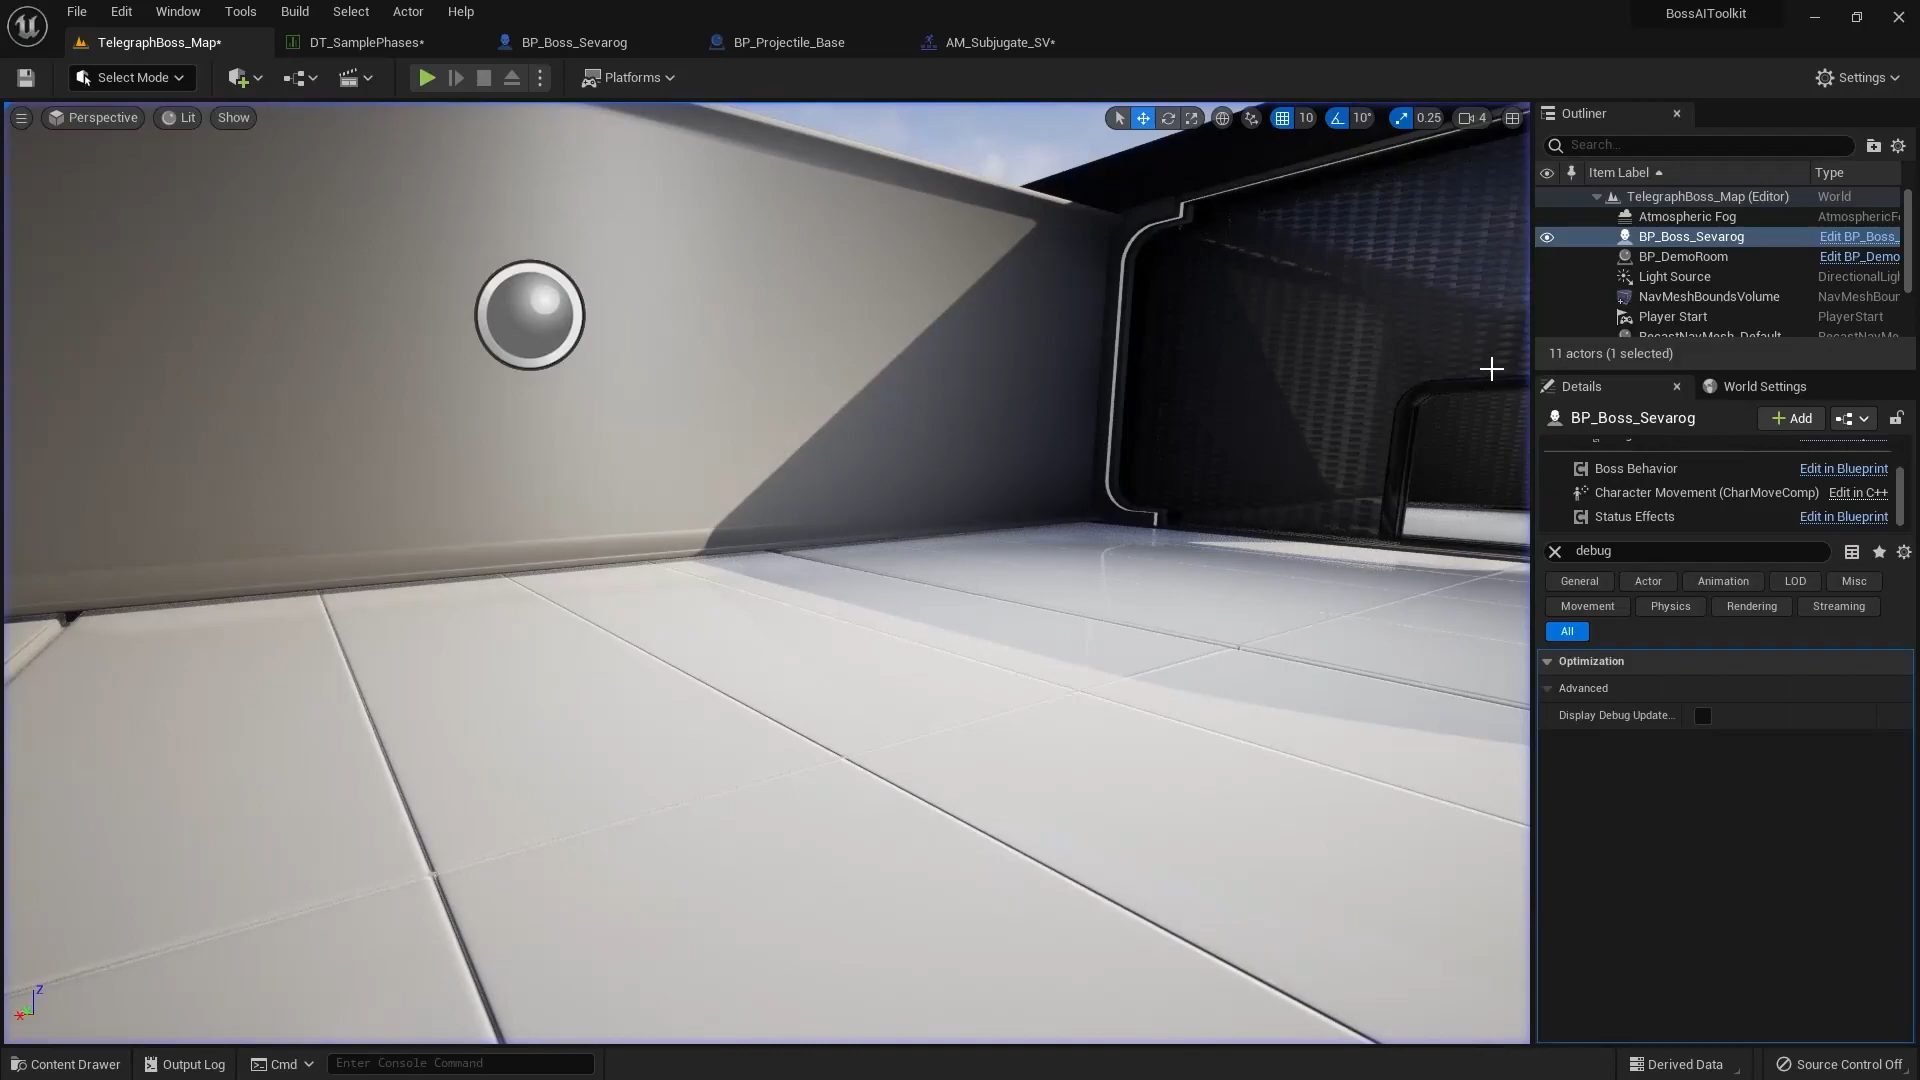 File Edit Window Tools Build Select Actor Help
BossAIToolkit
TelegraphBoss_Map*
DT_SamplePhases*
BP_Boss_Sevarog
BP_Projectile_Base
AM_Subjugate_SV*
Select Mode
Platforms
Settings
Perspective
Lit
Show
10
10°
0.25
4
Outliner
Search...
Item Label
Type
TelegraphBoss_Map (Editor) World
Atmospheric Fog AtmosphericF
BP_Boss_Sevarog Edit BP_Boss_
BP_DemoRoom Edit BP_Demo
Light Source DirectionalLigh
NavMeshBoundsVolume NavMeshBoun
Player Start PlayerStart
RecastNavMesh_Default RecastNavMe
11 actors (1 selected)
Details
World Settings
BP_Boss_Sevarog
Add
Boss Behavior Edit in Blueprint
Character Movement (CharMoveComp) Edit in C++
Status Effects Edit in Blueprint
debug
General Actor Animation LOD Misc
Movement Physics Rendering Streaming
All
Optimization
Advanced
Display Debug Update...
Z
Content Drawer
Output Log
Cmd
Enter Console Command
Derived Data
Source Control Off